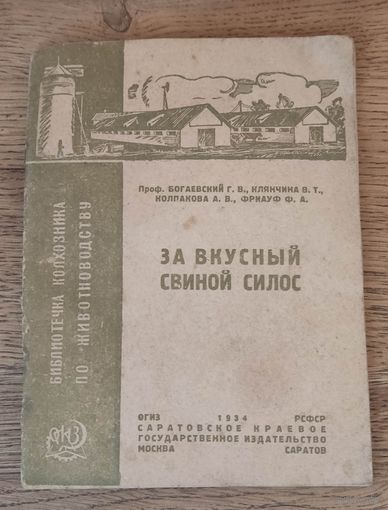 Проф. БОГАЕВСКИЙ Г. В., КЛЯНЧИНА В. Т.,
КОЛПАКОВА А. В., ФРИАУФ Ф. А.
ЗА ВКУСНЫЙ
СВИНОЙ СИЛОС
БИБЛИОТЕЧКА КОЛХОЗНИКА
ПО ЖИВОТНОВОДСТВУ
ОГИЗ 1934 РСФСР
САРАТОВСКОЕ КРАЕВОЕ
ГОСУДАРСТВЕННОЕ ИЗДАТЕЛЬСТВО
МОСКВА САРАТОВ